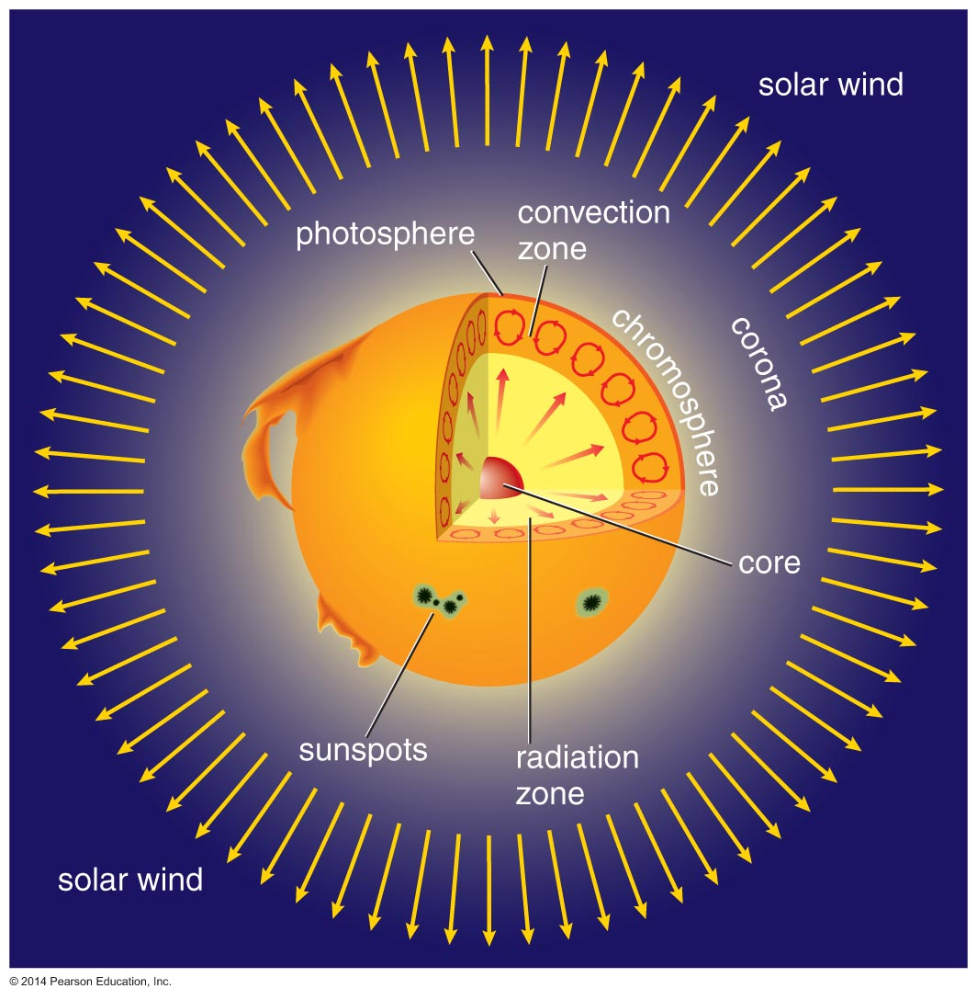 solar wind
convection
zone
photosphere
chromosphere
corona
core
sunspots
radiation
zone
solar wind
© 2014 Pearson Education, Inc.